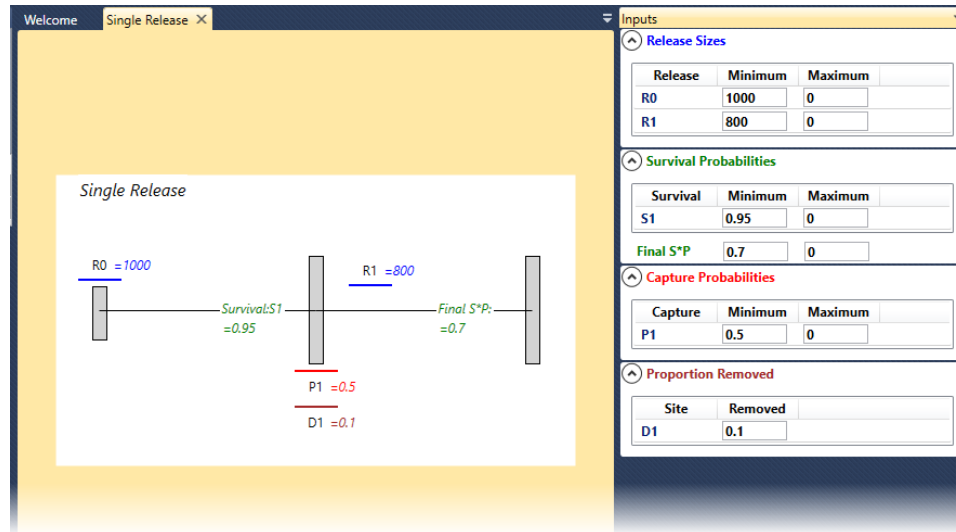 Welcome Single Release
Single Release
R0 =1000
R1 =800
Survival:S1
=0.95
Final S*P:
=0.7
P1 =0.5
D1 =0.1
Inputs
Release Sizes
Release Minimum Maximum
R0 1000 0
R1 800 0
Survival Probabilities
Survival Minimum Maximum
S1 0.95 0
Final S*P 0.7 0
Capture Probabilities
Capture Minimum Maximum
P1 0.5 0
Proportion Removed
Site Removed
D1 0.1